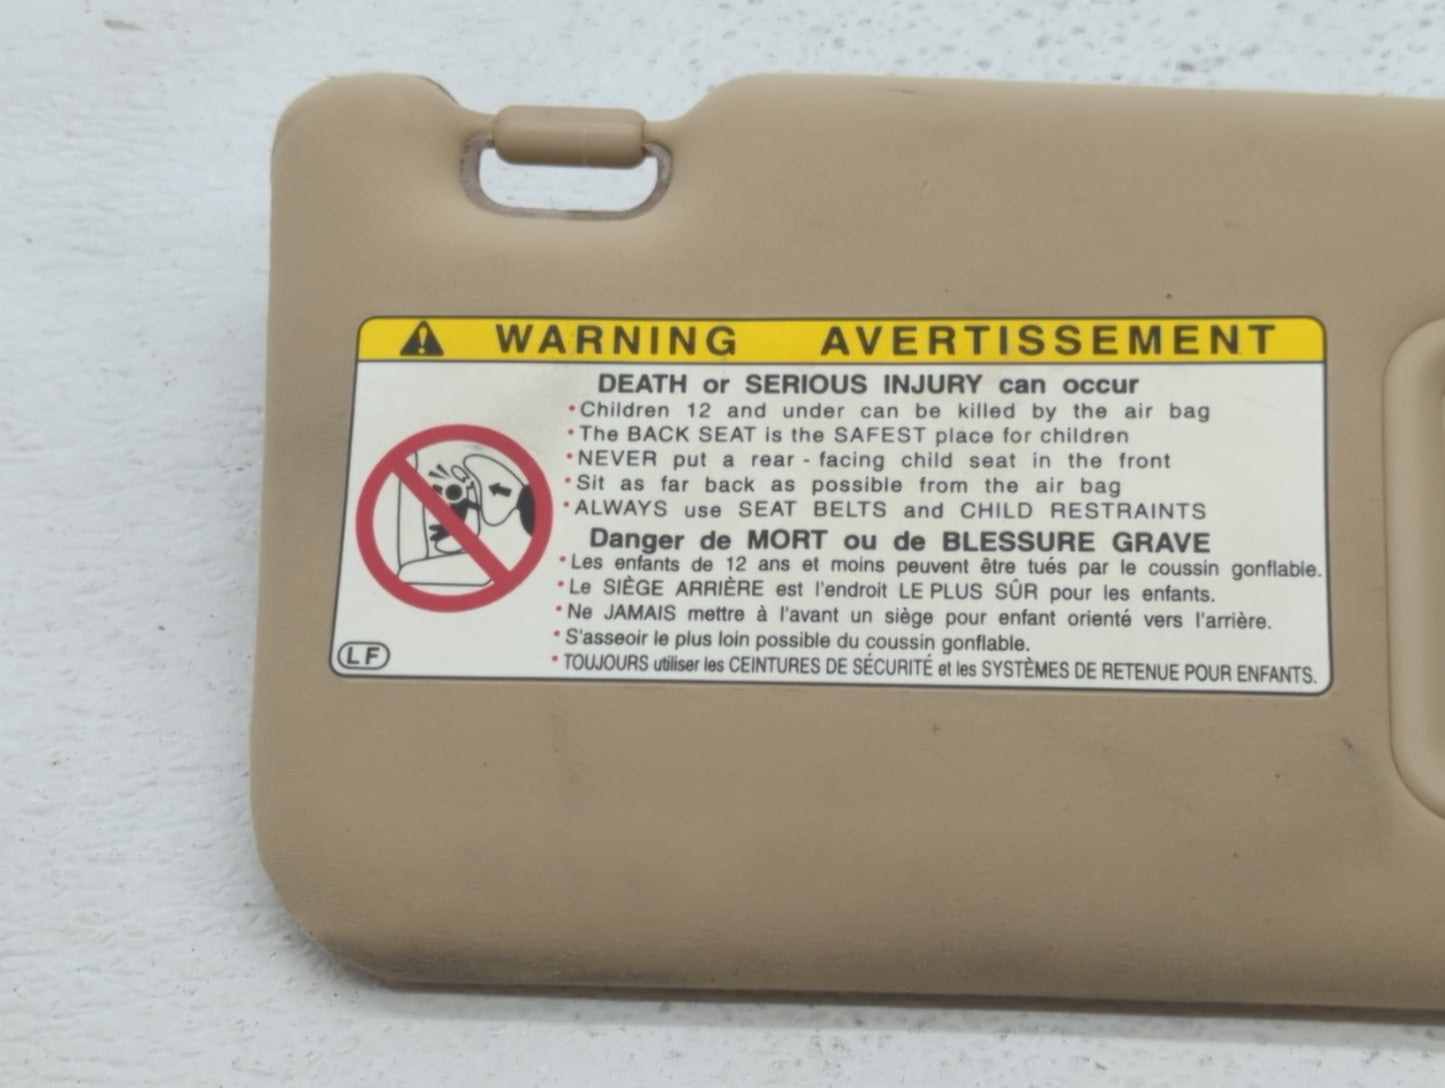 WARNING AVERTISSEMENT
DEATH or SERIOUS INJURY can occur
•Children 12 and under can be killed by the air bag
•The BACK SEAT is the SAFEST place for children
•NEVER put a rear - facing child seat in the front
•Sit as far back as possible from the air bag
•ALWAYS use SEAT BELTS and CHILD RESTRAINTS
Danger de MORT ou de BLESSURE GRAVE
•Les enfants de 12 ans et moins peuvent être tués par le coussin gonflable.
•Le SIÈGE ARRIÈRE est l'endroit LE PLUS SÛR pour les enfants.
•Ne JAMAIS mettre à l'avant un siège pour enfant orienté vers l'arrière.
•S'asseoir le plus loin possible du coussin gonflable.
•TOUJOURS utiliser les CEINTURES DE SÉCURITÉ et les SYSTÈMES DE RETENUE POUR ENFANTS.
LF